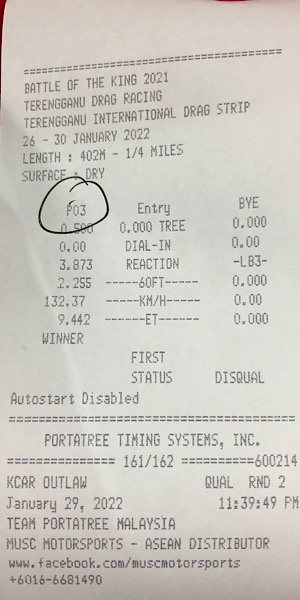 ================================
BATTLE OF THE KING 2021
TERENGGANU DRAG RACING
TERENGGANU INTERNATIONAL DRAG STRIP
26 - 30 JANUARY 2022
LENGTH : 402M - 1/4 MILES
SURFACE : DRY
P03 Entry BYE
0.500 0.000 TREE 0.000
0.00 DIAL-IN 0.000
3.873 REACTION -LB3-
2.255 -----60FT------ 0.000
132.37 ------KM/H----- 0.00
9.442 ------ET------- 0.000
WINNER
FIRST
STATUS DISQUAL
Autostart Disabled
================================
PORTATREE TIMING SYSTEMS, INC.
============= 161/162 ==========600214
KCAR OUTLAW QUAL RND 2
January 29, 2022 11:39:49 PM
TEAM PORTATREE MALAYSIA
MUSC MOTORSPORTS - ASEAN DISTRIBUTOR
www.facebook.com/muscmotorsports
+6016-6681490